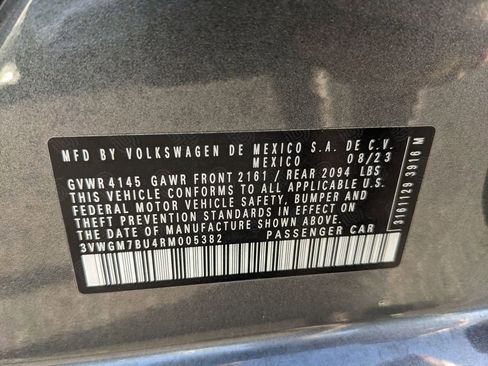 MFD BY VOLKSWAGEN DE MEXICO S.A. DE C.V.
MEXICO 08/23
GVWR 4145 GAWR FRONT 2161 / REAR 2094 LBS
THIS VEHICLE CONFORMS TO ALL APPLICABLE U.S.
FEDERAL MOTOR VEHICLE SAFETY, BUMPER AND
THEFT PREVENTION STANDARDS IN EFFECT ON
THE DATE OF MANUFACTURE SHOWN ABOVE.
3VWGM7BU4RM005382 PASSENGER CAR
3161129 3916 M